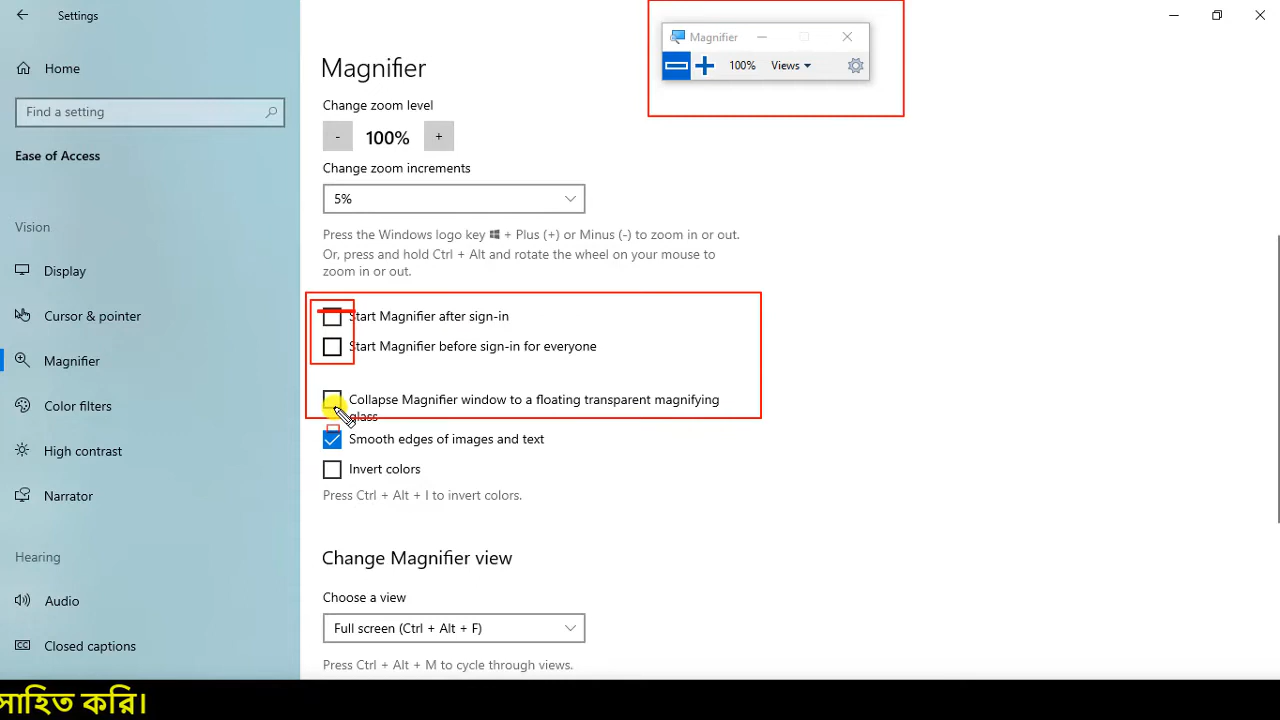 Settings
Home
Find a setting
Ease of Access
Vision
Display
Cursor & pointer
Magnifier
Color filters
High contrast
Narrator
Hearing
Audio
Closed captions
Magnifier
Change zoom level
- 100% +
Change zoom increments
5%
Press the Windows logo key + Plus (+) or Minus (-) to zoom in or out.
Or, press and hold Ctrl + Alt and rotate the wheel on your mouse to
zoom in or out.
Start Magnifier after sign-in
Start Magnifier before sign-in for everyone
Collapse Magnifier window to a floating transparent magnifying
glass
Smooth edges of images and text
Invert colors
Press Ctrl + Alt + I to invert colors.
Change Magnifier view
Choose a view
Full screen (Ctrl + Alt + F)
Press Ctrl + Alt + M to cycle through views.
Magnifier
100% Views
সাহিত করি।